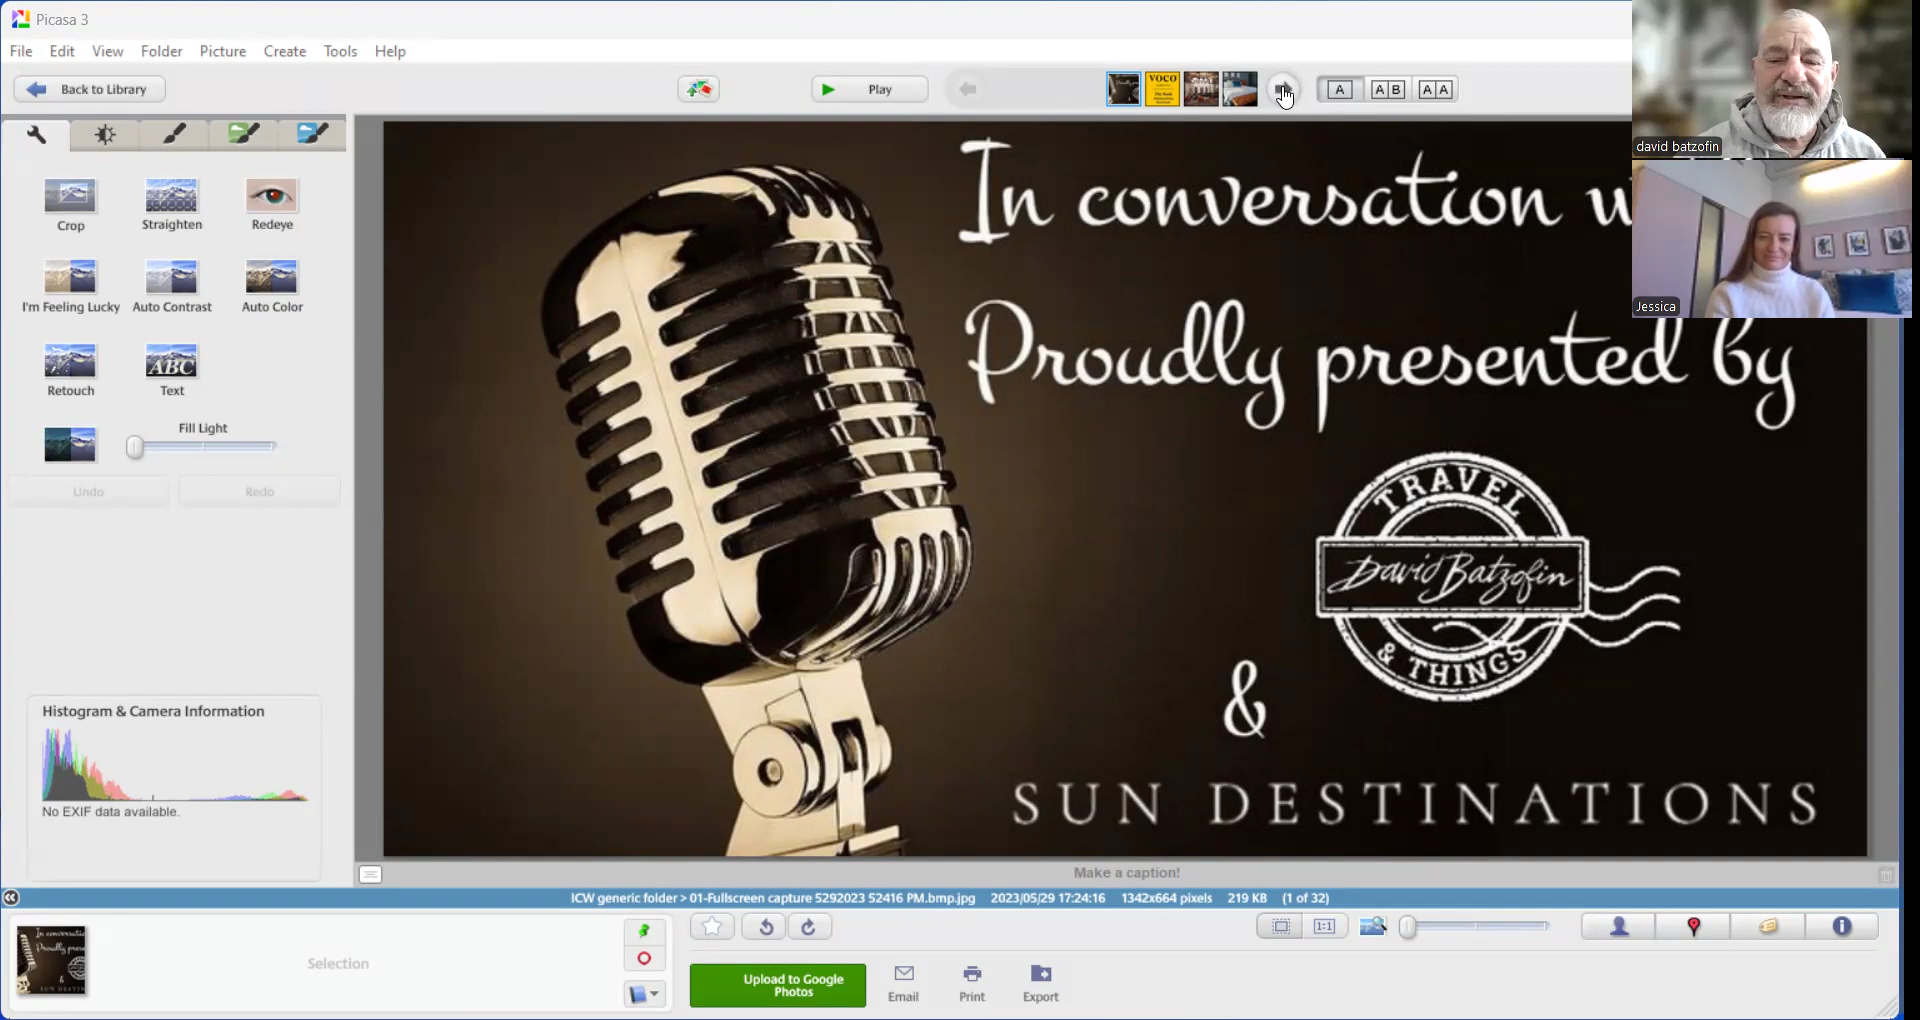 Picasa 3
File Edit View Folder Picture Create Tools Help
Back to Library
Play
VOCO
A
A B
A A
david batzofin
Jessica
Crop
Straighten
Redeye
I'm Feeling Lucky
Auto Contrast
Auto Color
Retouch
ABC
Text
Fill Light
Undo
Redo
In conversation w
Proudly presented by
TRAVEL
David Batzofin
& THINGS
&
SUN DESTINATIONS
Histogram & Camera Information
No EXIF data available.
Make a caption!
ICW generic folder > 01-Fullscreen capture 5292023 52416 PM.bmp.jpg 2023/05/29 17:24:16 1342x664 pixels 219 KB (1 of 32)
Selection
1:1
Upload to Google
Photos
Email
Print
Export